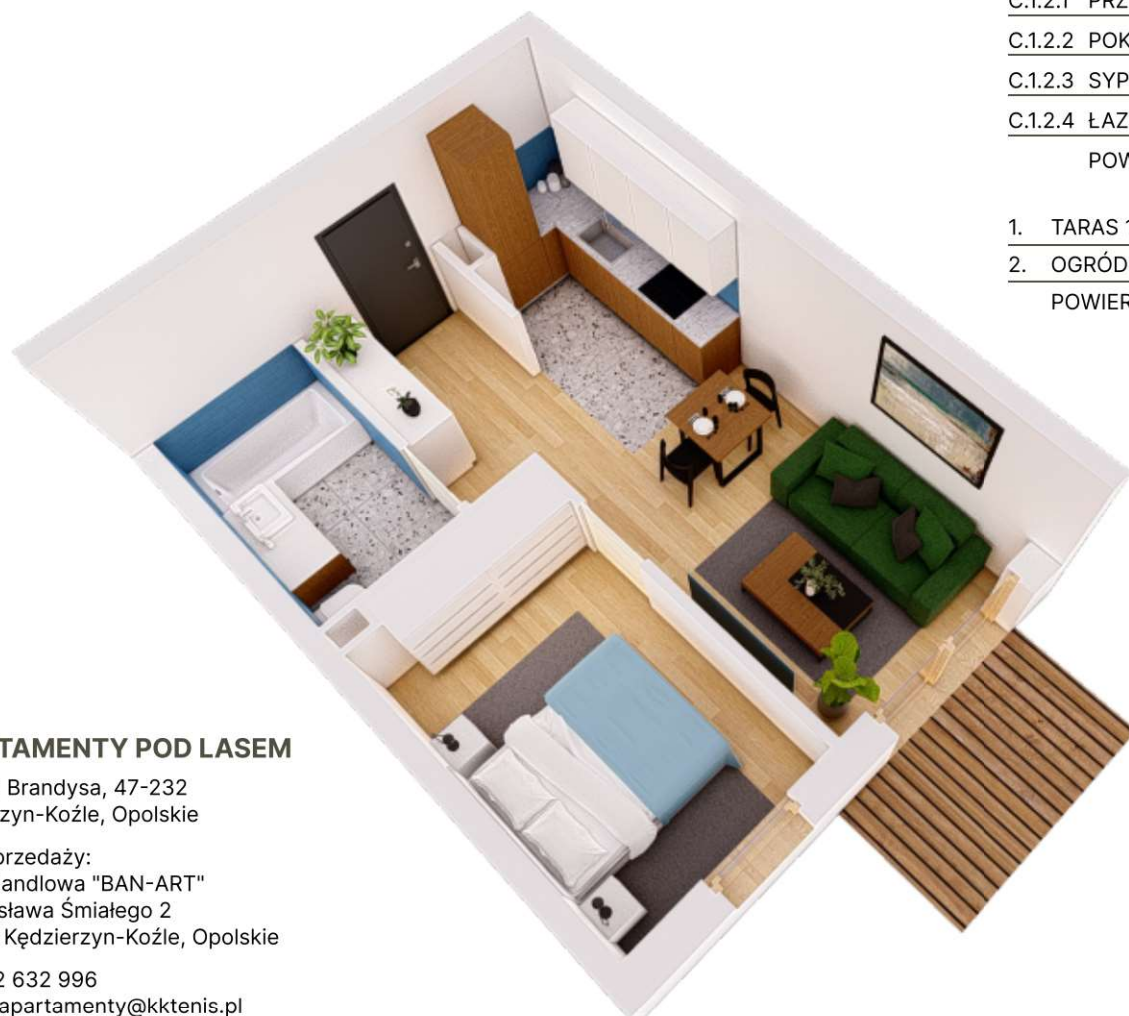 C.1.2.1 PRZ
C.1.2.2 POK
C.1.2.3 SYP
C.1.2.4 ŁAZ
POW
1. TARAS 1
2. OGRÓD
POWIER
TAMENTY POD LASEM
Brandysa, 47-232
zyn-Koźle, Opolskie
przedaży:
andlowa "BAN-ART"
sława Śmiałego 2
Kędzierzyn-Koźle, Opolskie
2 632 996
apartamenty@kktenis.pl